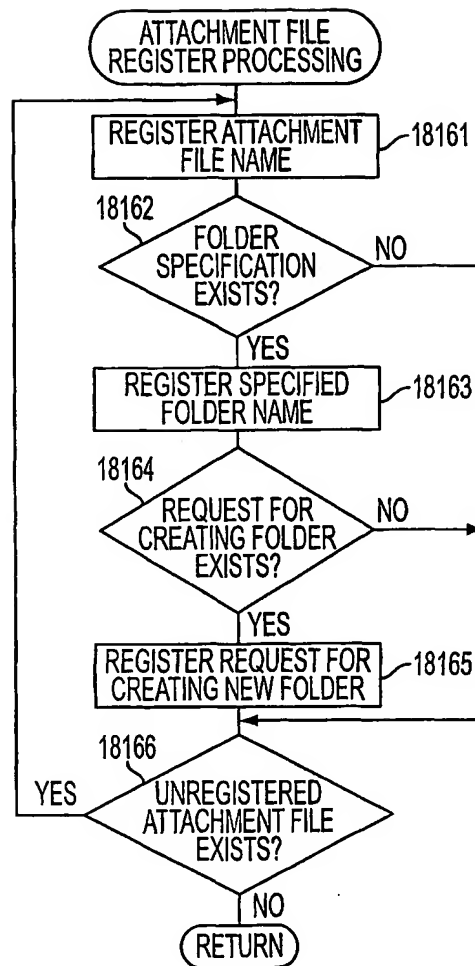 ATTACHMENT FILE
REGISTER PROCESSING
REGISTER ATTACHMENT
FILE NAME
18161
18162
FOLDER
SPECIFICATION
EXISTS?
NO
YES
REGISTER SPECIFIED
FOLDER NAME
18163
18164
REQUEST FOR
CREATING FOLDER
EXISTS?
NO
YES
REGISTER REQUEST FOR
CREATING NEW FOLDER
18165
18166
YES
UNREGISTERED
ATTACHMENT FILE
EXISTS?
NO
RETURN